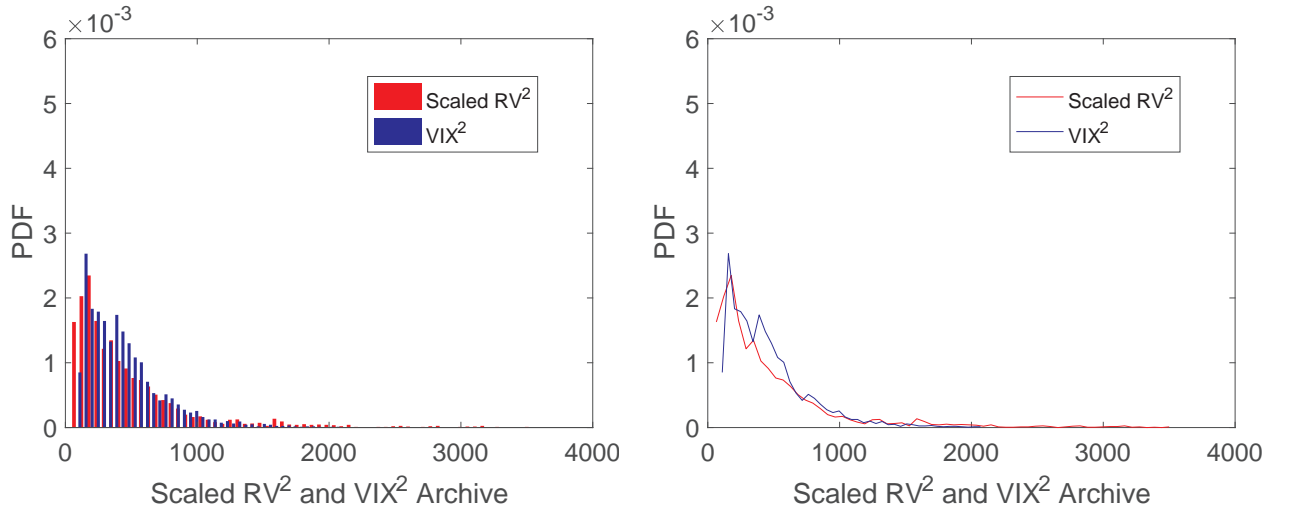 ×10⁻³
6
5
4
3
2
1
0
PDF
0 1000 2000 3000 4000
Scaled RV² and VIX² Archive
Scaled RV²
VIX²
×10⁻³
6
5
4
3
2
1
0
PDF
0 1000 2000 3000 4000
Scaled RV² and VIX² Archive
Scaled RV²
VIX²